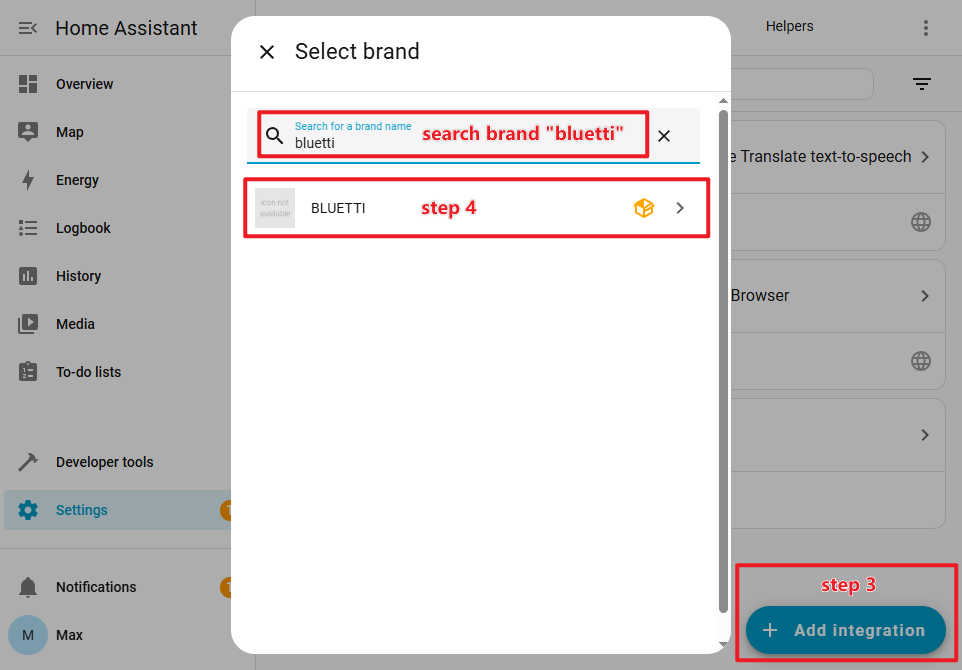 Home Assistant
Overview
Map
Energy
Logbook
History
Media
To-do lists
Developer tools
Settings
Notifications
M
Max
Select brand
Search for a brand name
bluetti
search brand "bluetti"
icon not
available
BLUETTI
step 4
Helpers
e Translate text-to-speech
Browser
step 3
Add integration